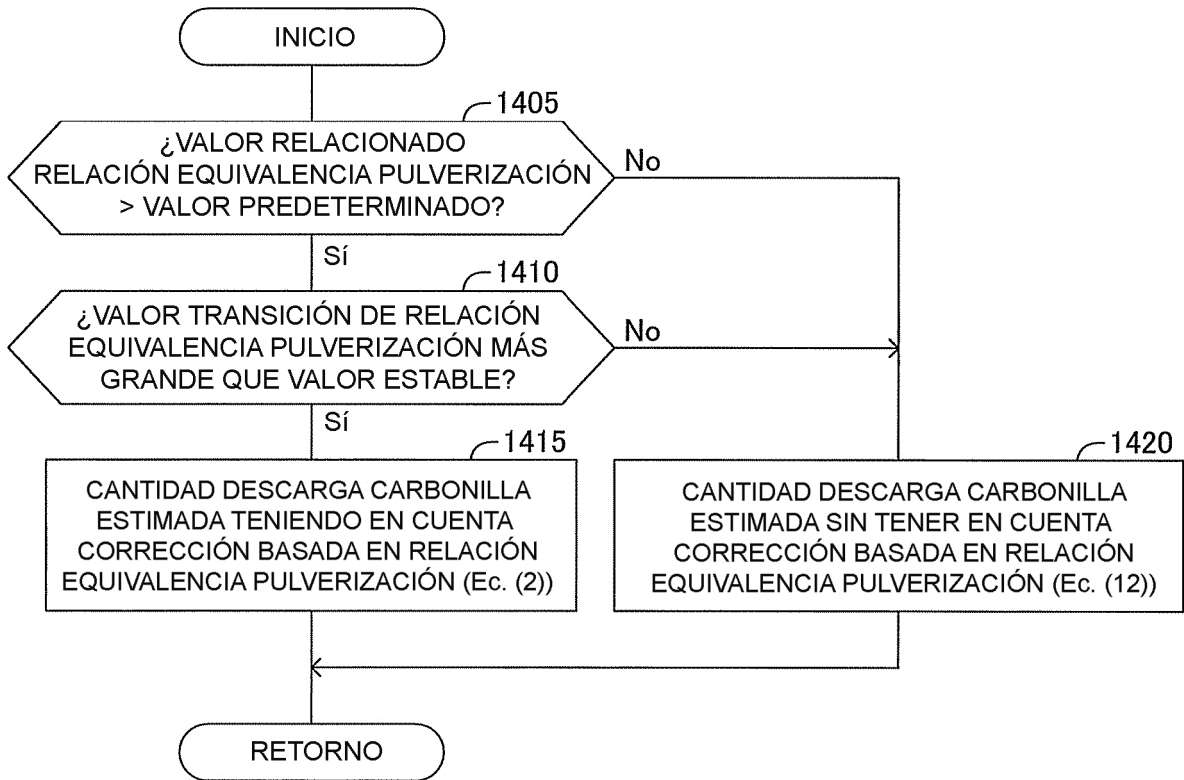 INICIO
1405
¿VALOR RELACIONADO
RELACIÓN EQUIVALENCIA PULVERIZACIÓN
> VALOR PREDETERMINADO?
No
Sí
1410
¿VALOR TRANSICIÓN DE RELACIÓN
EQUIVALENCIA PULVERIZACIÓN MÁS
GRANDE QUE VALOR ESTABLE?
No
Sí
1415
CANTIDAD DESCARGA CARBONILLA
ESTIMADA TENIENDO EN CUENTA
CORRECCIÓN BASADA EN RELACIÓN
EQUIVALENCIA PULVERIZACIÓN (Ec. (2))
1420
CANTIDAD DESCARGA CARBONILLA
ESTIMADA SIN TENER EN CUENTA
CORRECCIÓN BASADA EN RELACIÓN
EQUIVALENCIA PULVERIZACIÓN (Ec. (12))
RETORNO